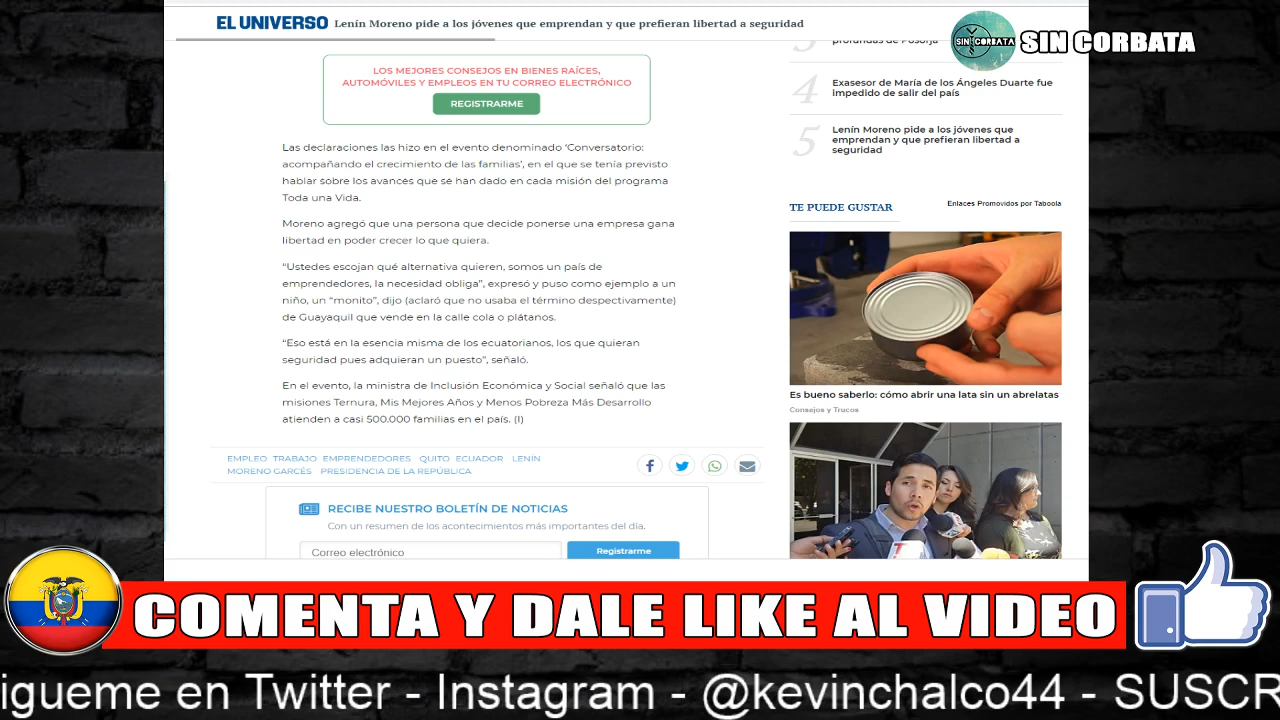 EL UNIVERSO Lenín Moreno pide a los jóvenes que emprendan y que prefieran libertad a seguridad
SIN CORBATA
SIN CORBATA
LOS MEJORES CONSEJOS EN BIENES RAÍCES,
AUTOMÓVILES Y EMPLEOS EN TU CORREO ELECTRÓNICO
REGISTRARME
Las declaraciones las hizo en el evento denominado ‘Conversatorio:
acompañando el crecimiento de las familias’, en el que se tenía previsto
hablar sobre los avances que se han dado en cada misión del programa
Toda una Vida.
Moreno agregó que una persona que decide ponerse una empresa gana
libertad en poder crecer lo que quiera.
“Ustedes escojan qué alternativa quieren, somos un país de
emprendedores, la necesidad obliga”, expresó y puso como ejemplo a un
niño, un “monito”, dijo (aclaró que no usaba el término despectivamente)
de Guayaquil que vende en la calle cola o plátanos.
“Eso está en la esencia misma de los ecuatorianos, los que quieran
seguridad pues adquieran un puesto”, señaló.
En el evento, la ministra de Inclusión Económica y Social señaló que las
misiones Ternura, Mis Mejores Años y Menos Pobreza Más Desarrollo
atienden a casi 500.000 familias en el país. (I)
EMPLEO TRABAJO EMPRENDEDORES QUITO ECUADOR LENÍN
MORENO GARCÉS PRESIDENCIA DE LA REPÚBLICA
RECIBE NUESTRO BOLETÍN DE NOTICIAS
Con un resumen de los acontecimientos más importantes del día.
Correo electrónico
Registrarme
3 profundas de Posorja
4 Exasesor de María de los Ángeles Duarte fue
impedido de salir del país
5 Lenín Moreno pide a los jóvenes que
emprendan y que prefieran libertad a
seguridad
TE PUEDE GUSTAR
Enlaces Promovidos por Taboola
Es bueno saberlo: cómo abrir una lata sin un abrelatas
Consejos y Trucos
COMENTA Y DALE LIKE AL VIDEO
igueme en Twitter - Instagram - @kevinchalco44 - SUSCR